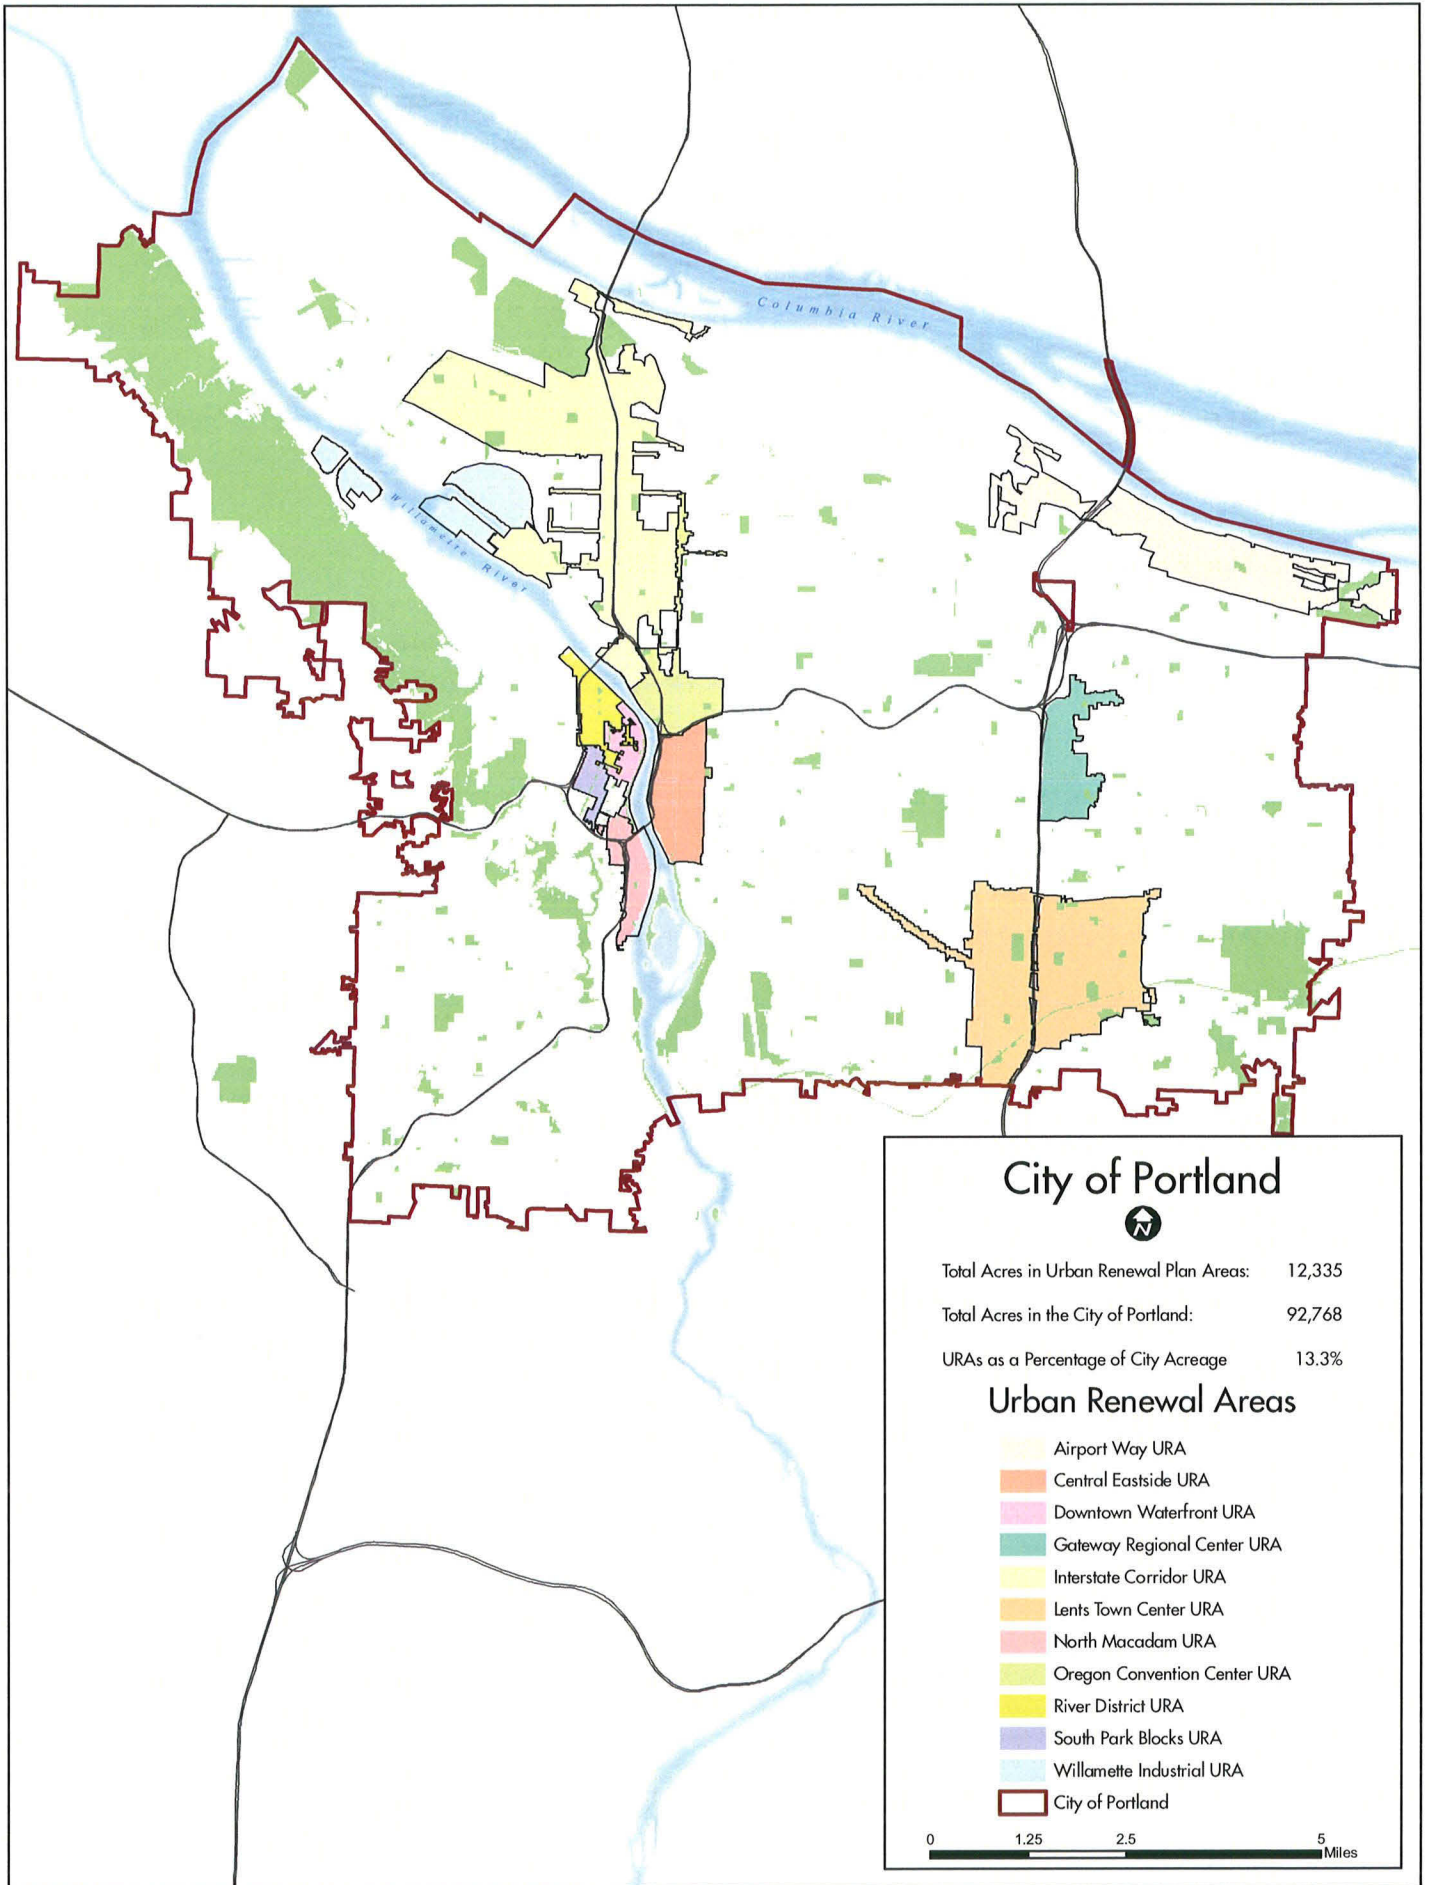 Columbia River
Willamette River
City of Portland
N
Total Acres in Urban Renewal Plan Areas: 12,335
Total Acres in the City of Portland: 92,768
URAs as a Percentage of City Acreage 13.3%
Urban Renewal Areas
Airport Way URA
Central Eastside URA
Downtown Waterfront URA
Gateway Regional Center URA
Interstate Corridor URA
Lents Town Center URA
North Macadam URA
Oregon Convention Center URA
River District URA
South Park Blocks URA
Willamette Industrial URA
City of Portland
0 1.25 2.5 5
Miles